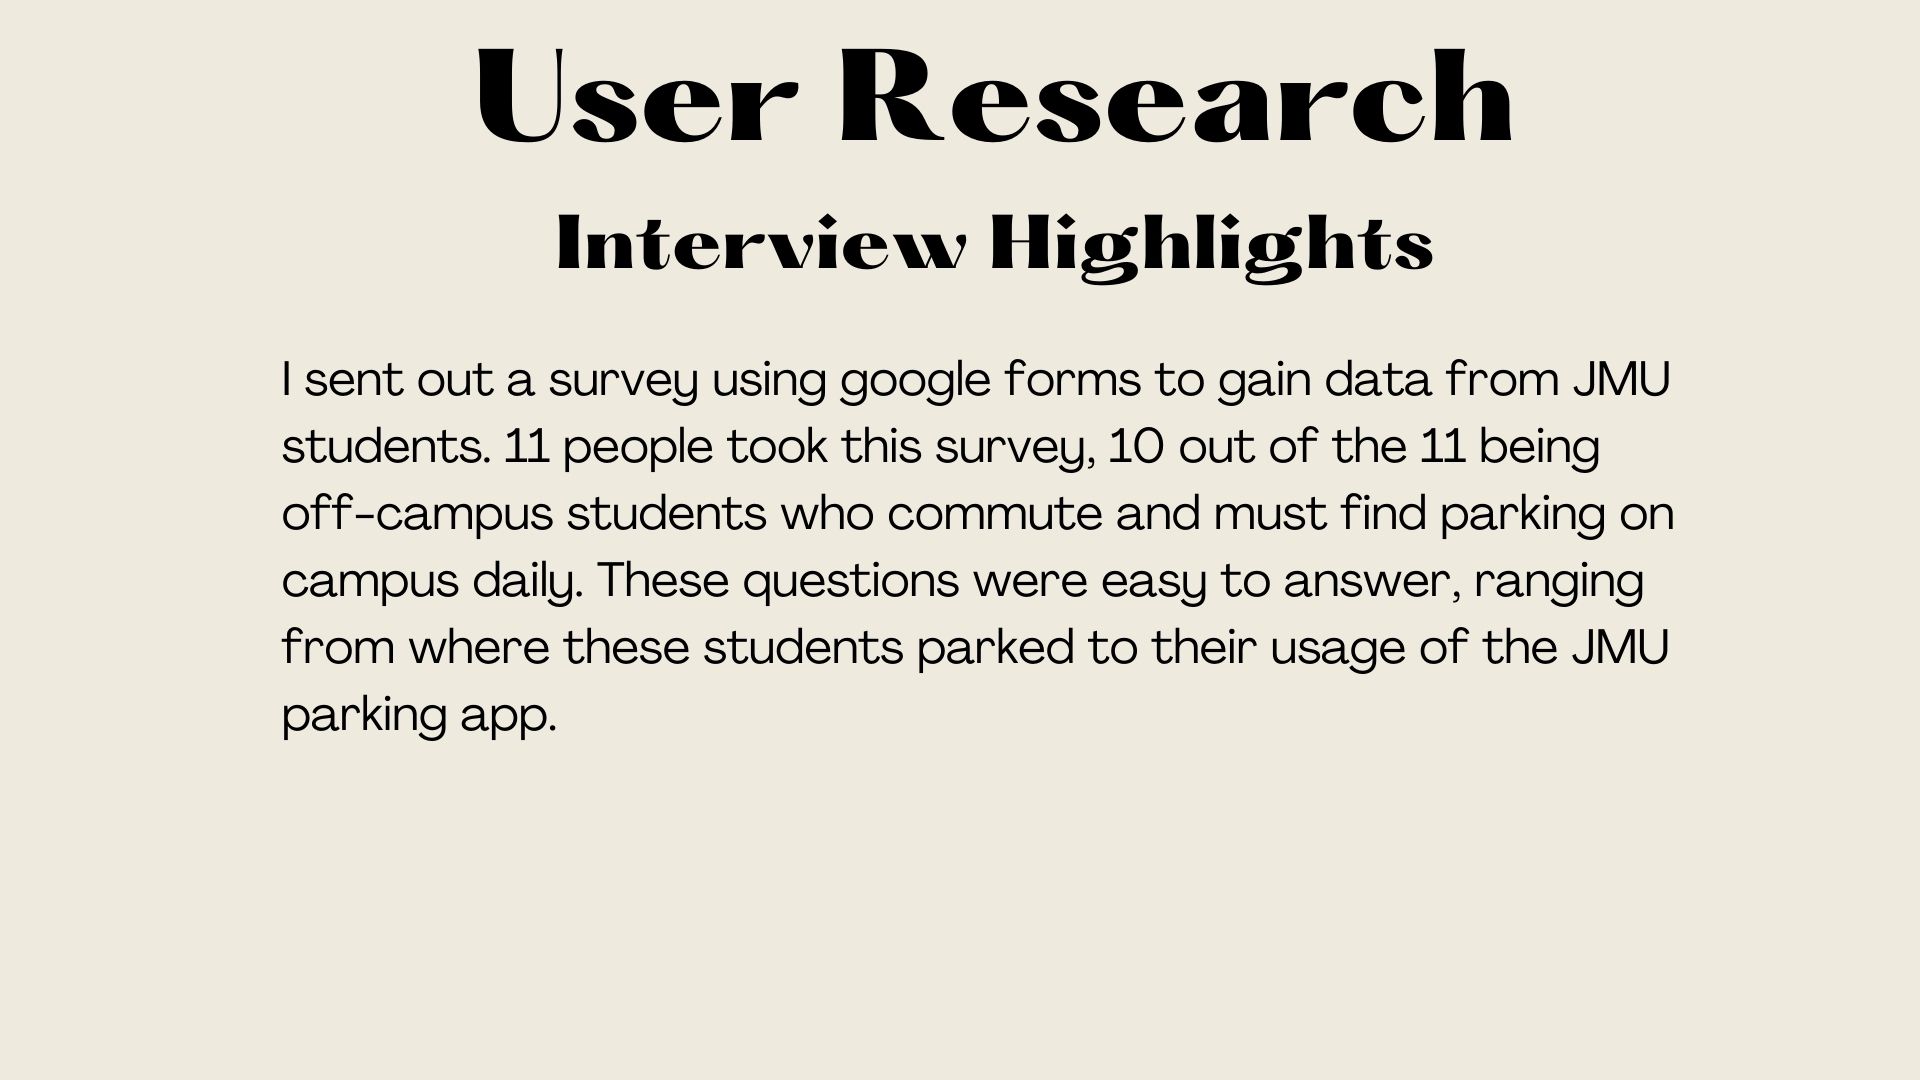 User Research
Interview Highlights
I sent out a survey using google forms to gain data from JMU
students. 11 people took this survey, 10 out of the 11 being
off-campus students who commute and must find parking on
campus daily. These questions were easy to answer, ranging
from where these students parked to their usage of the JMU
parking app.